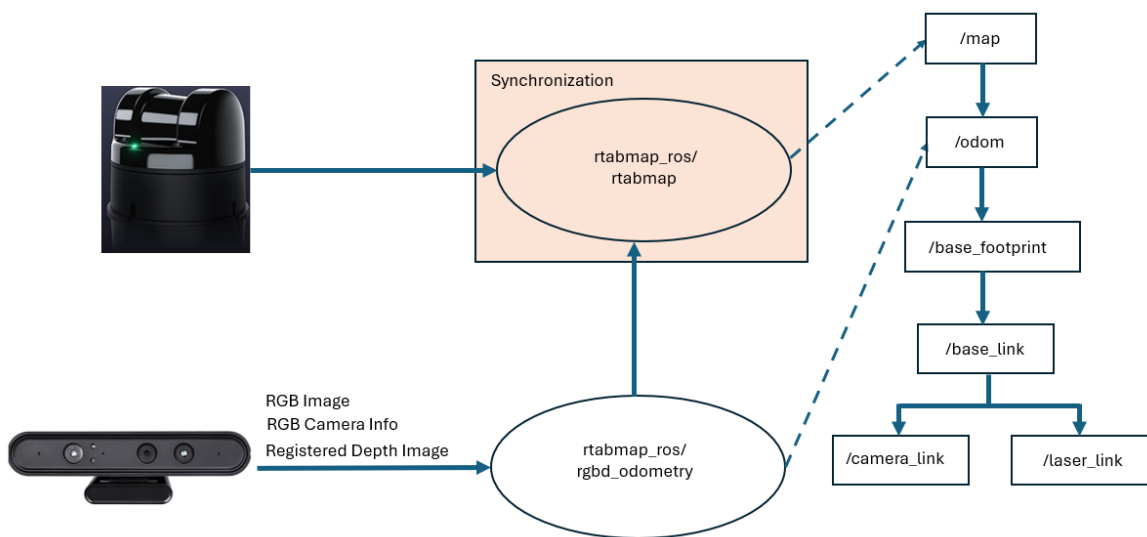 Synchronization
rtabmap_ros/
rtabmap
RGB Image
RGB Camera Info
Registered Depth Image
rtabmap_ros/
rgbd_odometry
/map
/odom
/base_footprint
/base_link
/camera_link
/laser_link